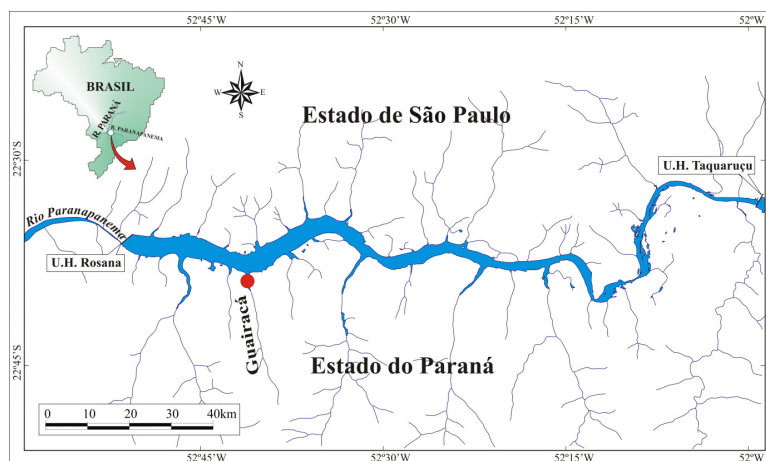 52°45'W 52°30'W 52°15'W 52°W
BRASIL
R. PARANÁ
R. PARANAPANEMA
N
W E
S
Estado de São Paulo
22°30'S
U.H. Taquaruçu
Rio Paranapanema
U.H. Rosana
Guairacá
Estado do Paraná
22°45'S
0 10 20 30 40km
52°45'W 52°30'W 52°15'W 52°W